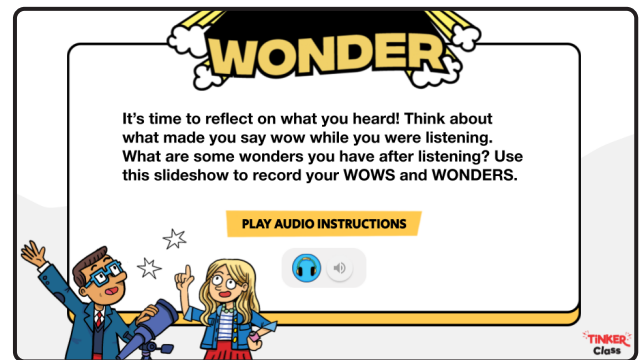 WONDER
It’s time to reflect on what you heard! Think about
what made you say wow while you were listening.
What are some wonders you have after listening? Use
this slideshow to record your WOWS and WONDERS.
PLAY AUDIO INSTRUCTIONS
TINKER
Class